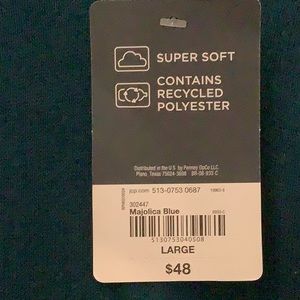 SUPER SOFT
CONTAINS
RECYCLED
POLYESTER
Distributed in the U.S. by Penney OpCo LLC.
Plano, Texas 75024-3698
jcp.com 513-0753 0687
302447
Majolica Blue
5130753040508
LARGE
$48